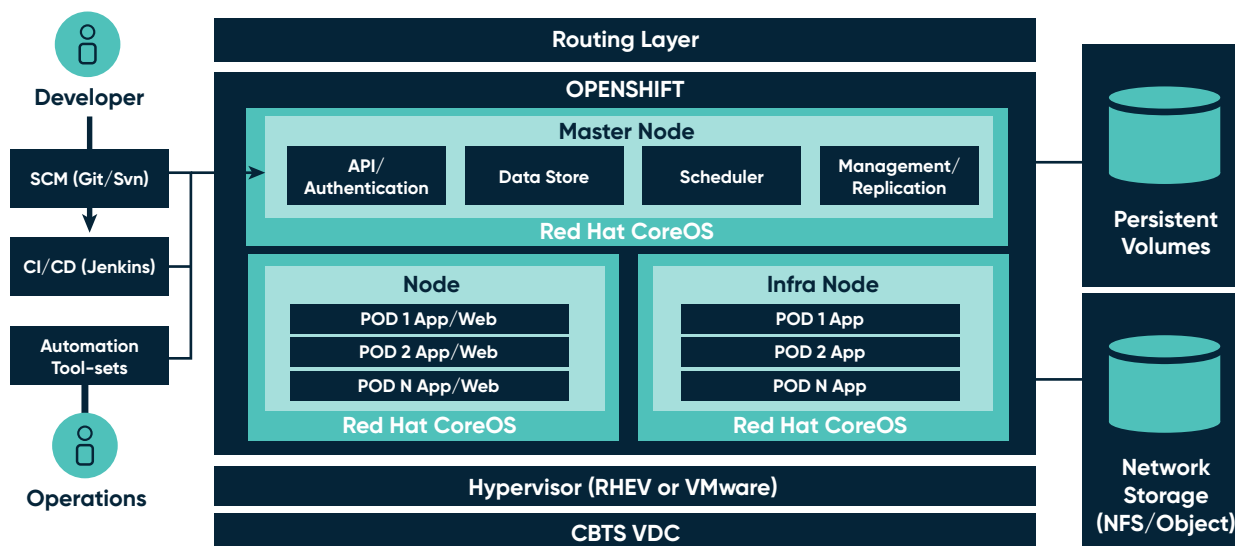 Developer
SCM (Git/Svn)
CI/CD (Jenkins)
Automation
Tool-sets
Operations
Routing Layer
OPENSHIFT
Master Node
API/
Authentication
Data Store
Scheduler
Management/
Replication
Red Hat CoreOS
Node
POD 1 App/Web
POD 2 App/Web
POD N App/Web
Red Hat CoreOS
Infra Node
POD 1 App
POD 2 App
POD N App
Red Hat CoreOS
Hypervisor (RHEV or VMware)
CBTS VDC
Persistent
Volumes
Network
Storage
(NFS/Object)